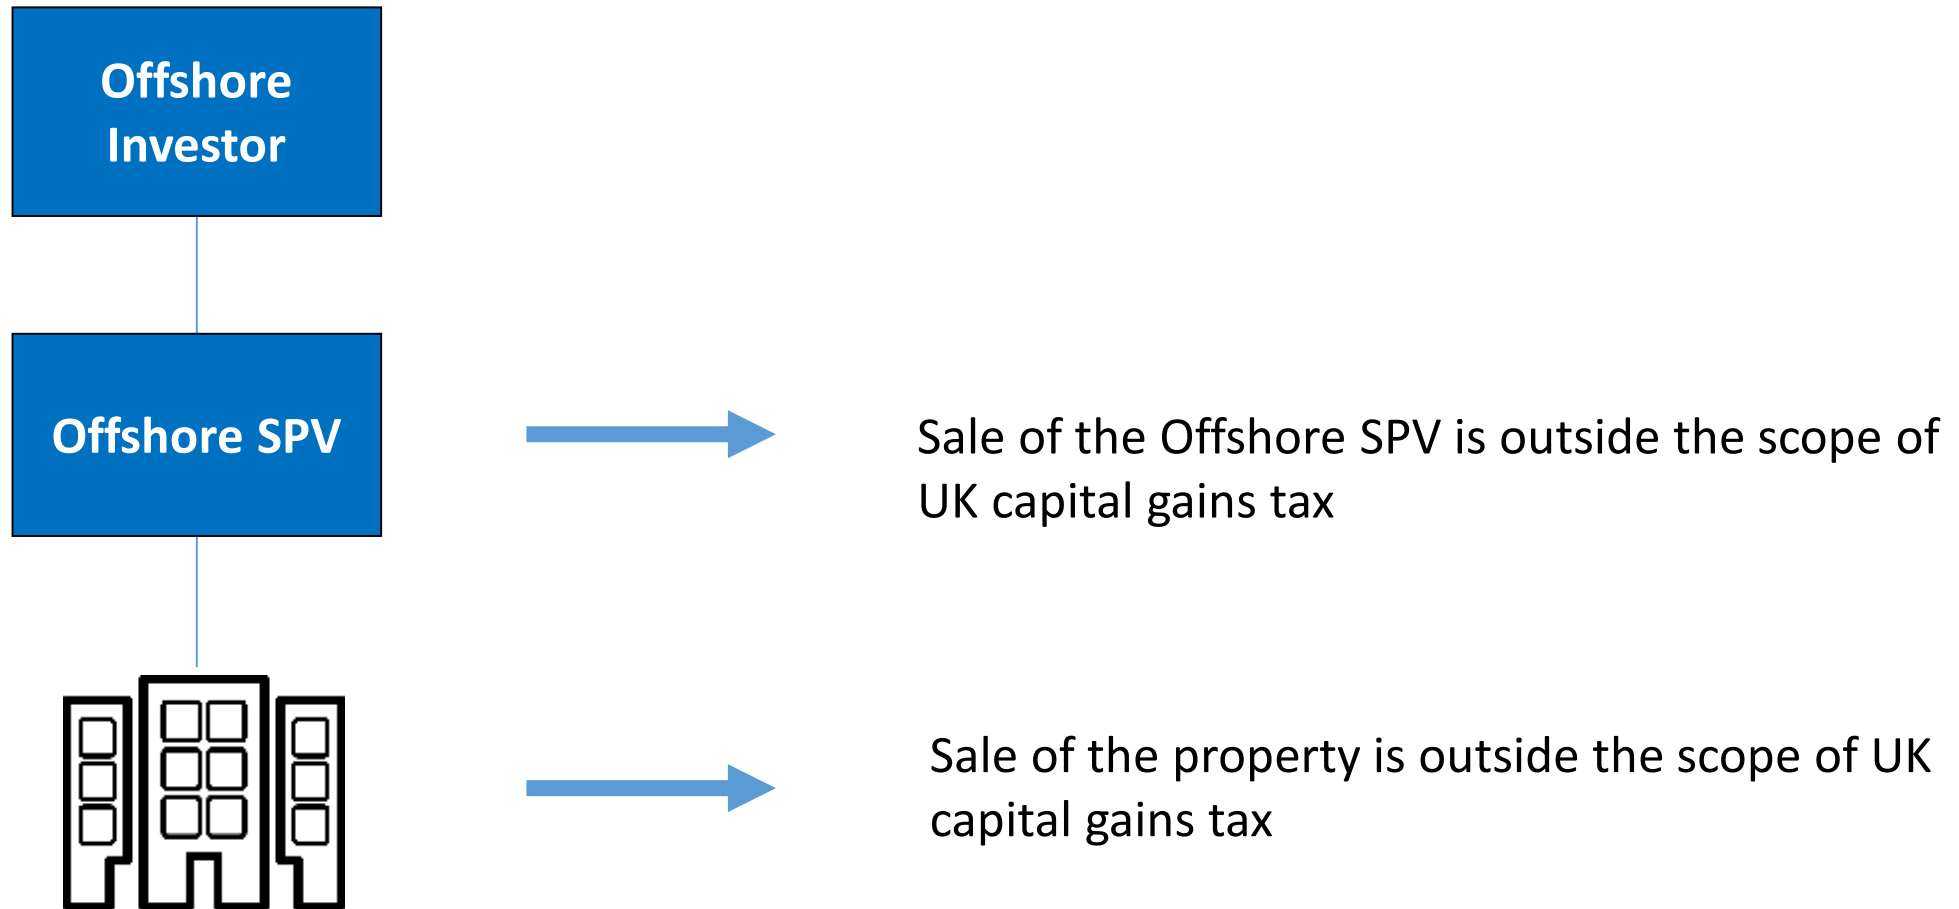 Offshore
Investor
Offshore SPV
Sale of the Offshore SPV is outside the scope of
UK capital gains tax
Sale of the property is outside the scope of UK
capital gains tax